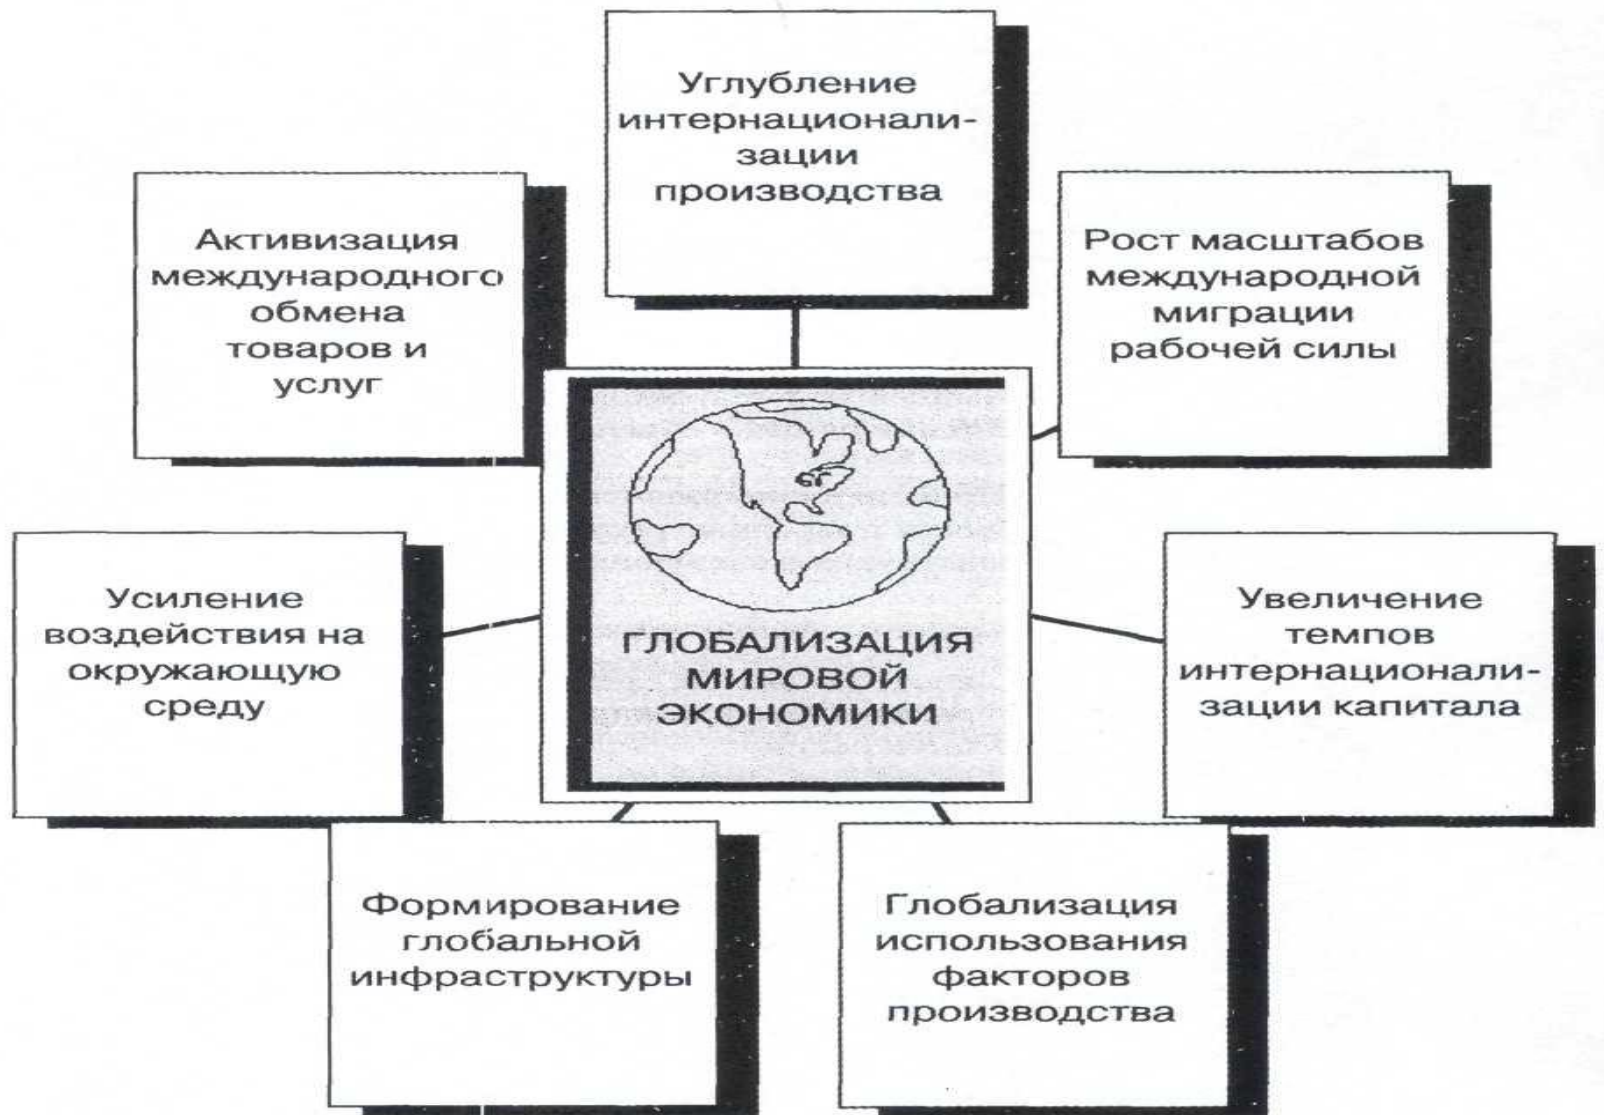 Углубление
интернационали-
зации
производства
Активизация
международного
обмена
товаров и
услуг
Рост масштабов
международной
миграции
рабочей силы
ГЛОБАЛИЗАЦИЯ
МИРОВОЙ
ЭКОНОМИКИ
Усиление
воздействия на
окружающую
среду
Увеличение
темпов
интернационали-
зации капитала
Формирование
глобальной
инфраструктуры
Глобализация
использования
факторов
производства